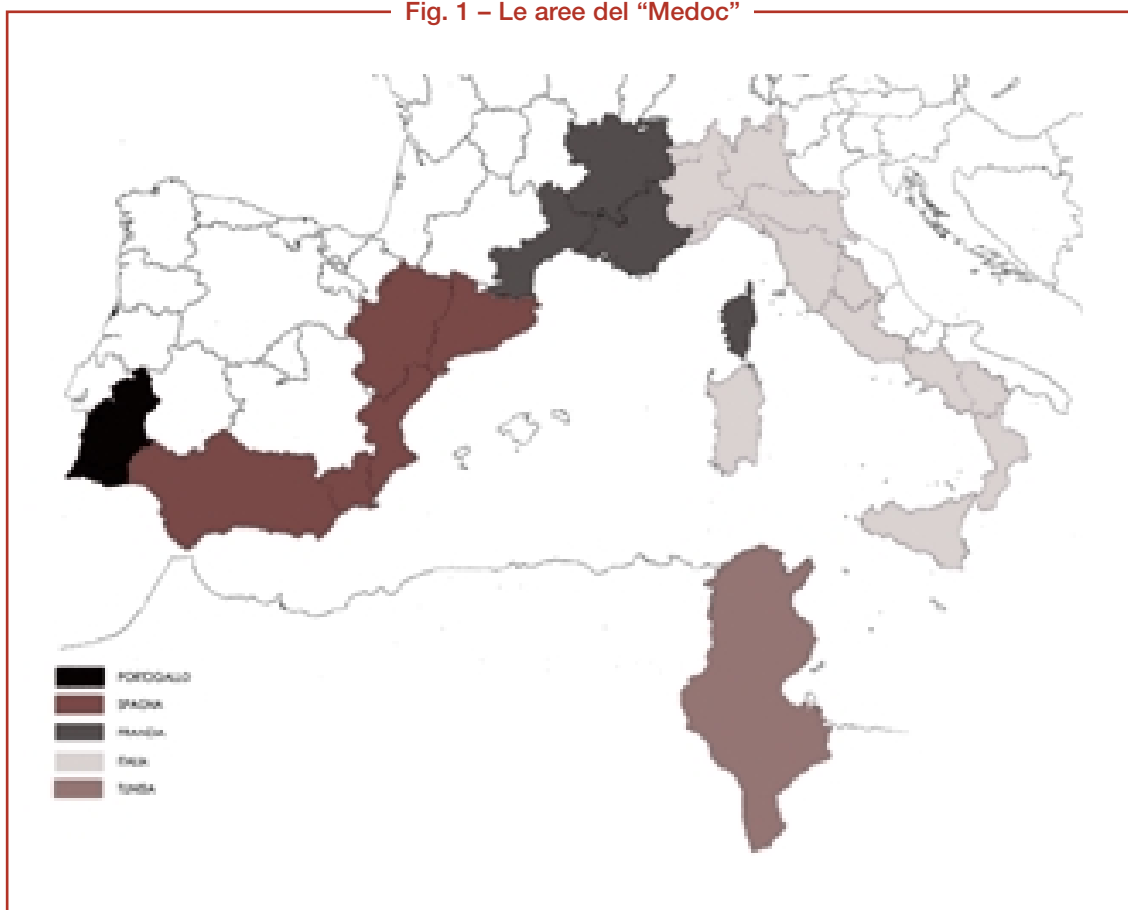 Fig. 1 – Le aree del “Medoc”
PORTOGALLO
SPAGNA
FRANCIA
ITALIA
TUNISIA